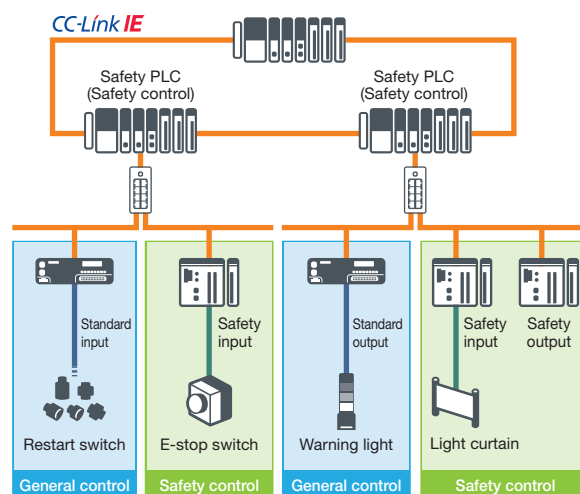 CC-Link IE
Safety PLC
(Safety control)
Safety PLC
(Safety control)
Standard
input
Safety
input
Standard
output
Safety
input
Safety
output
Restart switch
E-stop switch
Warning light
Light curtain
General control
Safety control
General control
Safety control